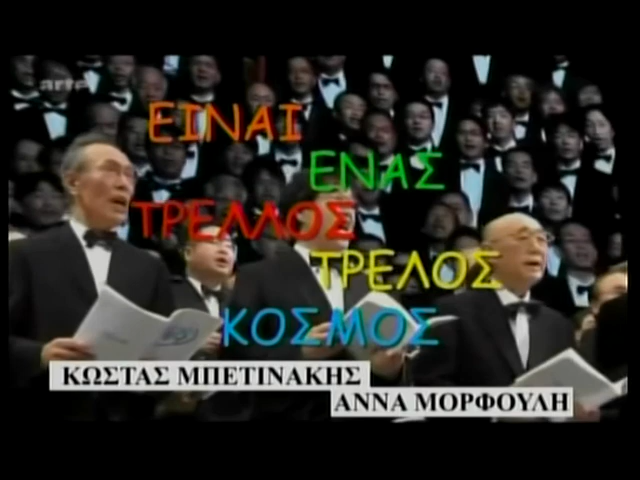 arte
ΕΙΝΑΙ
ΕΝΑΣ
ΤΡΕΛΛΟΣ
ΤΡΕΛΟΣ
ΚΟΣΜΟΣ
ΚΩΣΤΑΣ ΜΠΕΤΙΝΑΚΗΣ
ΑΝΝΑ ΜΟΡΦΟΥΛΗ